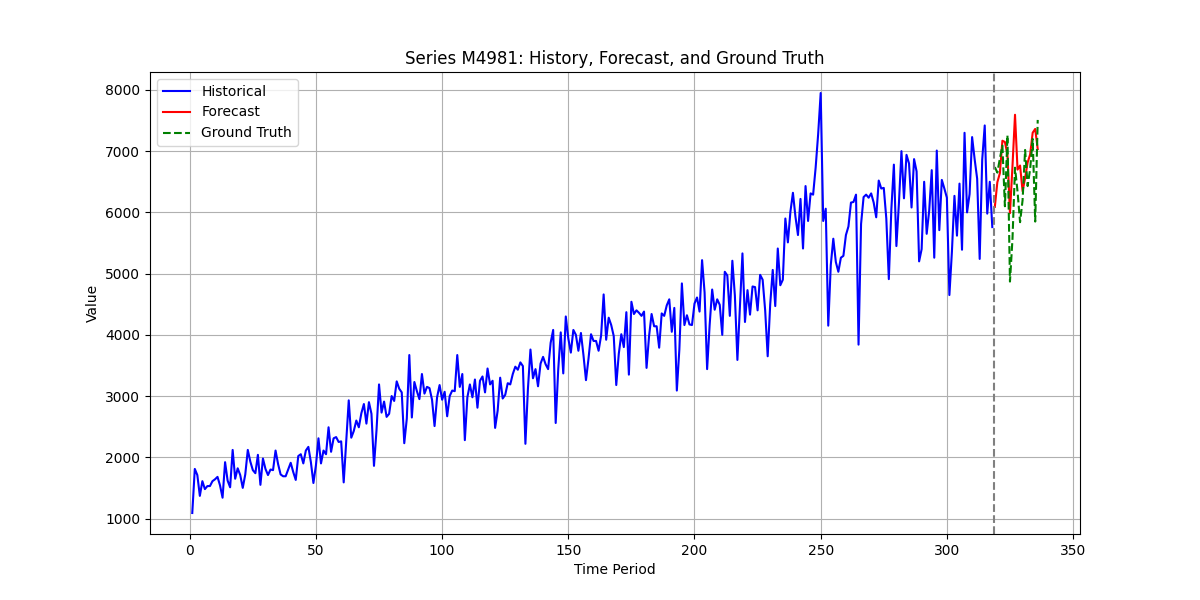 Series M4981: History, Forecast, and Ground Truth
Historical
Forecast
Ground Truth
8000
7000
6000
5000
4000
3000
2000
1000
Value
0 50 100 150 200 250 300 350
Time Period